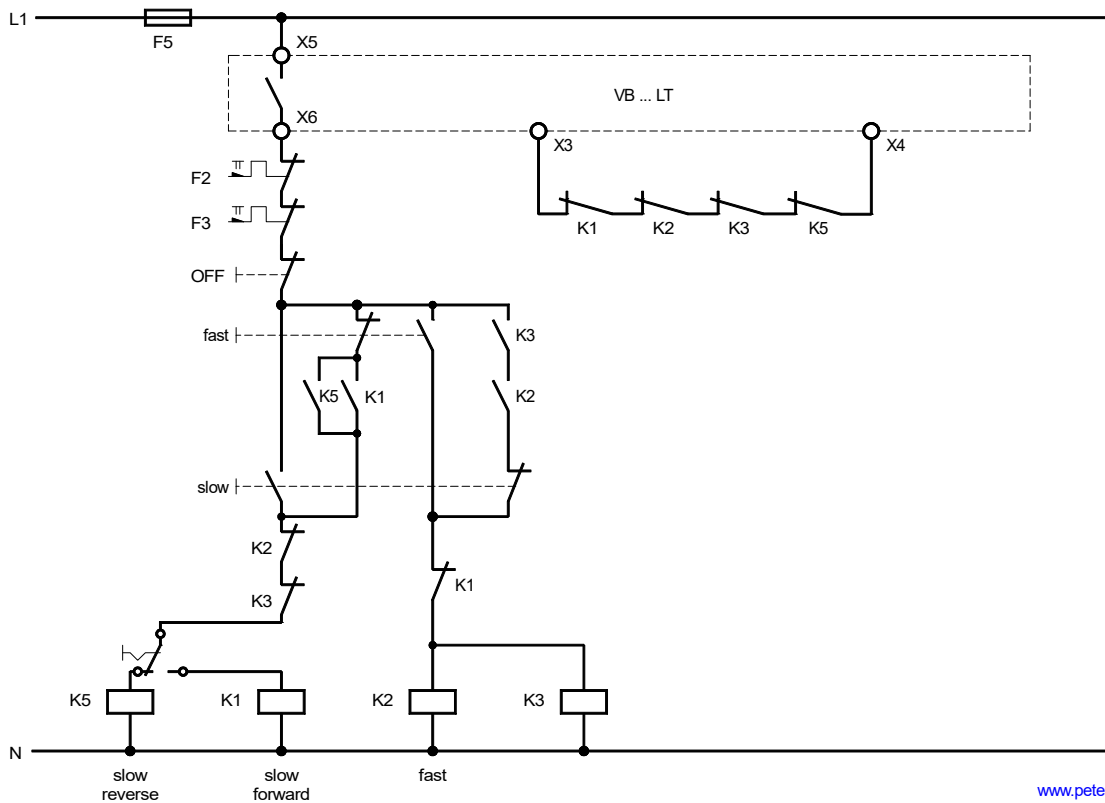 L1
F5
X5
VB ... LT
X6
X3
X4
F2
F3
K1
K2
K3
K5
OFF
fast
K3
K5
K1
K2
slow
K2
K1
K3
K5
K1
K2
K3
N
slow
reverse
slow
forward
fast
www.pete